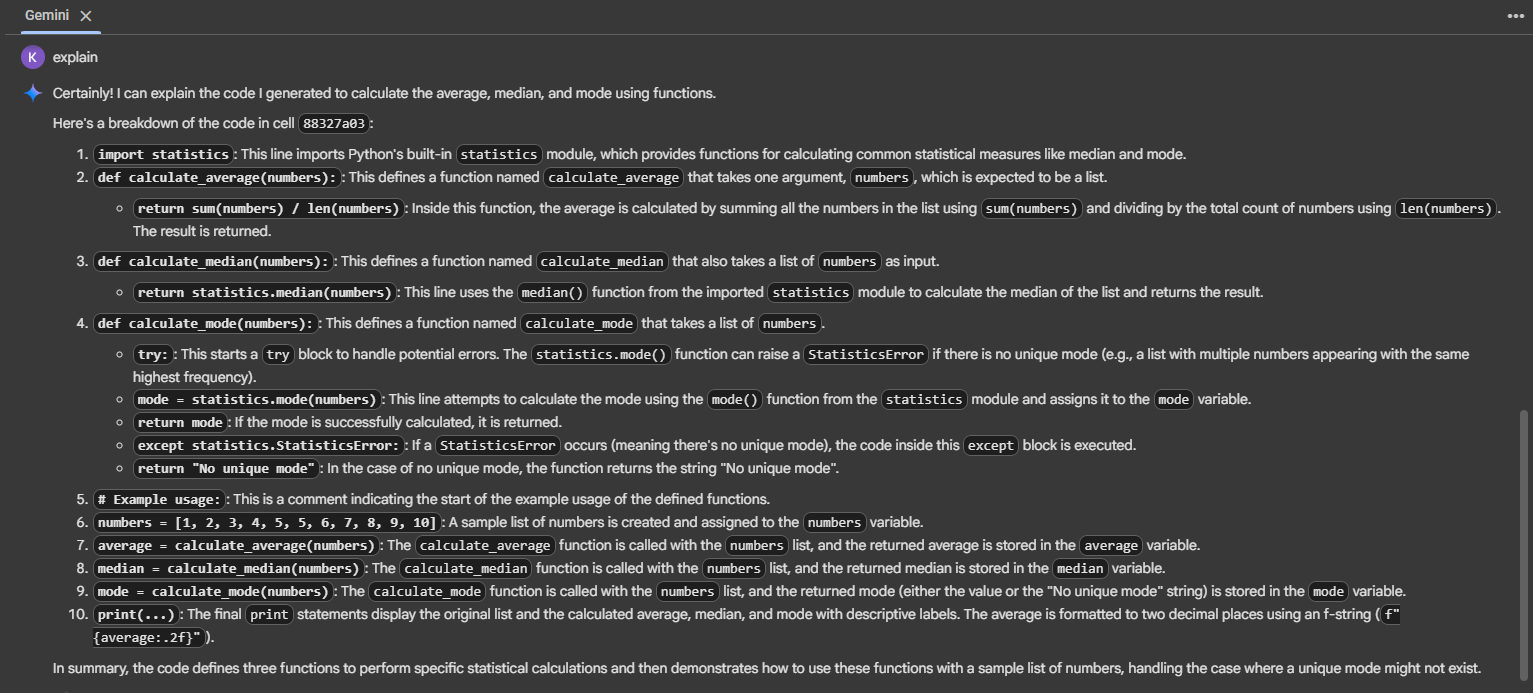 Gemini ×
•••
K explain
Certainly! I can explain the code I generated to calculate the average, median, and mode using functions.
Here's a breakdown of the code in cell 88327a03:
1. import statistics: This line imports Python's built-in statistics module, which provides functions for calculating common statistical measures like median and mode.
2. def calculate_average(numbers):: This defines a function named calculate_average that takes one argument, numbers, which is expected to be a list.
○ return sum(numbers) / len(numbers): Inside this function, the average is calculated by summing all the numbers in the list using sum(numbers) and dividing by the total count of numbers using len(numbers).
The result is returned.
3. def calculate_median(numbers):: This defines a function named calculate_median that also takes a list of numbers as input.
○ return statistics.median(numbers): This line uses the median() function from the imported statistics module to calculate the median of the list and returns the result.
4. def calculate_mode(numbers):: This defines a function named calculate_mode that takes a list of numbers.
○ try:: This starts a try block to handle potential errors. The statistics.mode() function can raise a StatisticsError if there is no unique mode (e.g., a list with multiple numbers appearing with the same
highest frequency).
○ mode = statistics.mode(numbers): This line attempts to calculate the mode using the mode() function from the statistics module and assigns it to the mode variable.
○ return mode: If the mode is successfully calculated, it is returned.
○ except statistics.StatisticsError:: If a StatisticsError occurs (meaning there's no unique mode), the code inside this except block is executed.
○ return "No unique mode": In the case of no unique mode, the function returns the string "No unique mode".
5. # Example usage:: This is a comment indicating the start of the example usage of the defined functions.
6. numbers = [1, 2, 3, 4, 5, 5, 6, 7, 8, 9, 10]: A sample list of numbers is created and assigned to the numbers variable.
7. average = calculate_average(numbers): The calculate_average function is called with the numbers list, and the returned average is stored in the average variable.
8. median = calculate_median(numbers): The calculate_median function is called with the numbers list, and the returned median is stored in the median variable.
9. mode = calculate_mode(numbers): The calculate_mode function is called with the numbers list, and the returned mode (either the value or the "No unique mode" string) is stored in the mode variable.
10. print(...): The final print statements display the original list and the calculated average, median, and mode with descriptive labels. The average is formatted to two decimal places using an f-string (f"
{average:.2f}").
In summary, the code defines three functions to perform specific statistical calculations and then demonstrates how to use these functions with a sample list of numbers, handling the case where a unique mode might not exist.